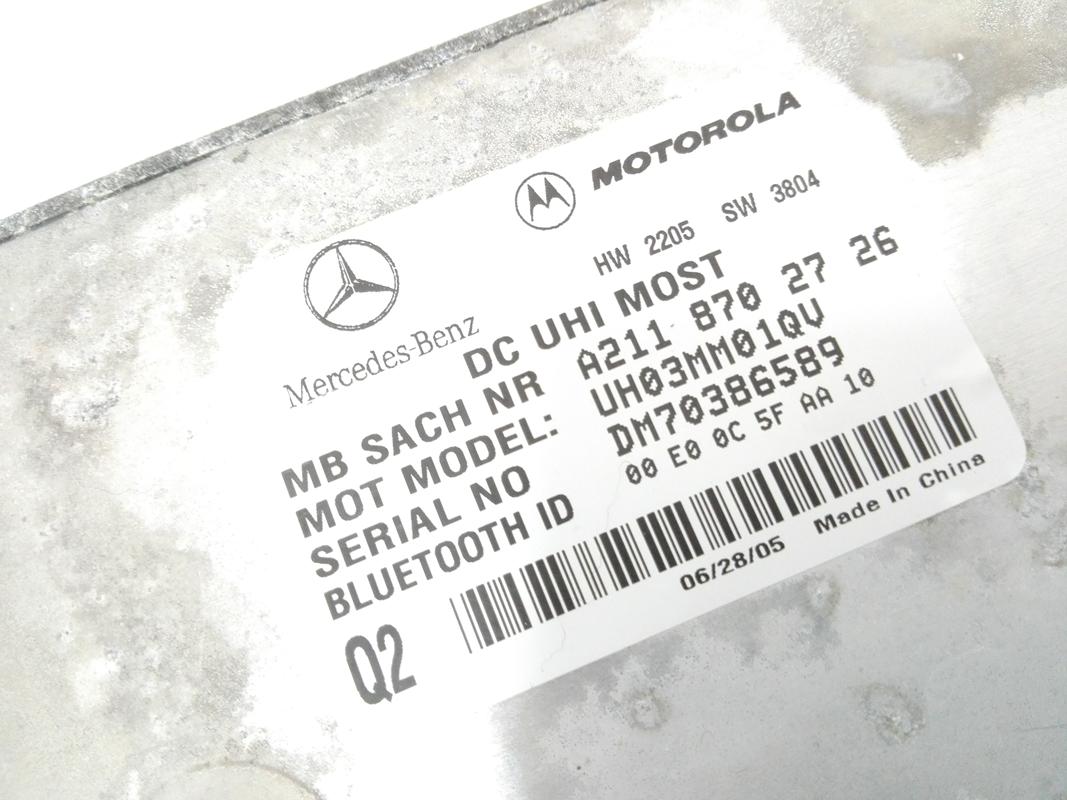 MOTOROLA
HW 2205 SW 3804
Mercedes-Benz
DC UHI MOST
MB SACH NR A211 870 27 26
MOT MODEL: UH03MM01QV
SERIAL NO DM70386589
BLUETOOTH ID 00 E0 0C 5F AA 10
06/28/05 Made In China
Q2